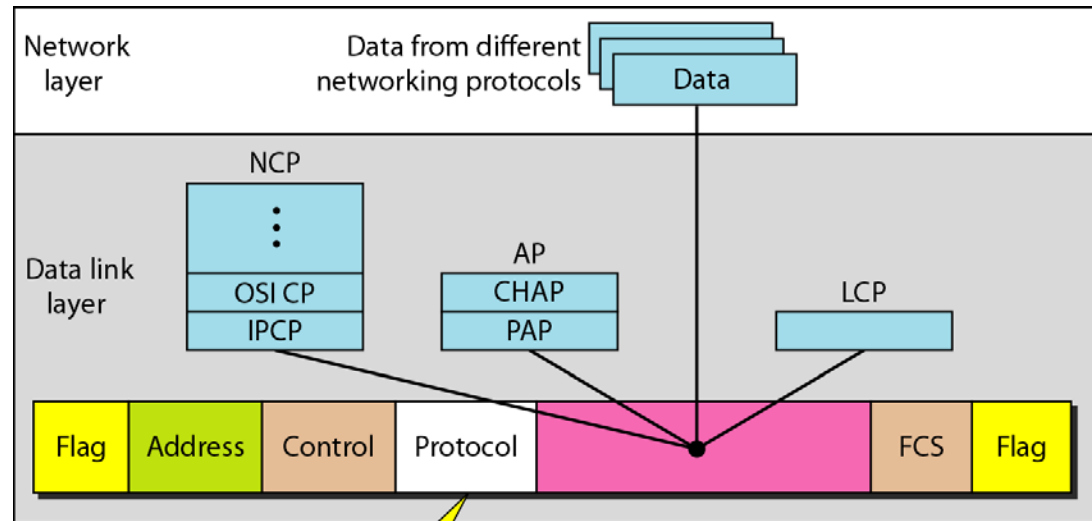 Network
layer
Data from different
networking protocols
Data
NCP
Data link
layer
OSI CP
IPCP
AP
CHAP
PAP
LCP
Flag Address Control Protocol FCS Flag